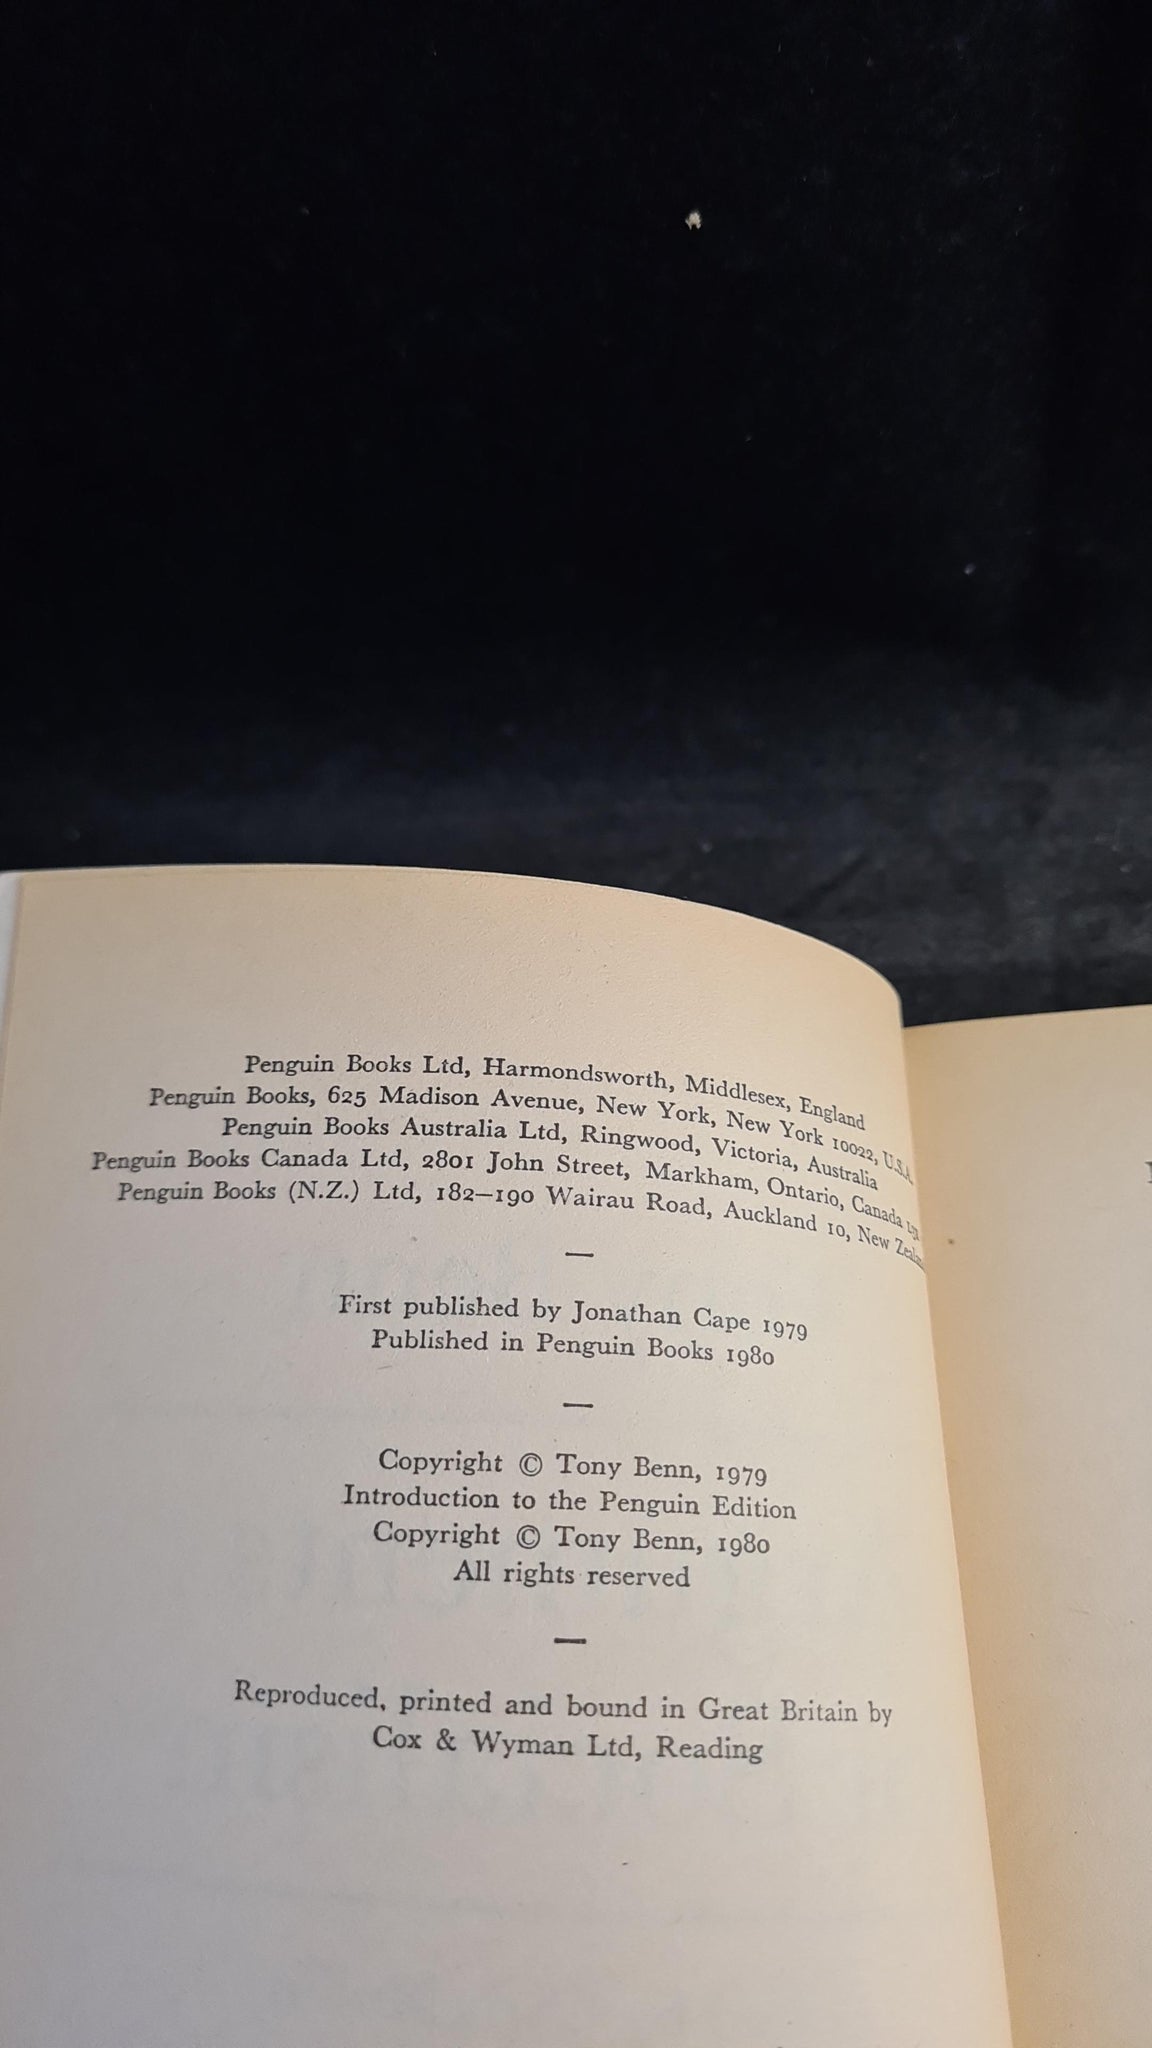 Penguin Books Ltd, Harmondsworth, Middlesex, England
Penguin Books, 625 Madison Avenue, New York, New York 10022, U.S.A.
Penguin Books Australia Ltd, Ringwood, Victoria, Australia
Penguin Books Canada Ltd, 2801 John Street, Markham, Ontario, Canada
Penguin Books (N.Z.) Ltd, 182–190 Wairau Road, Auckland 10, New
—
First published by Jonathan Cape 1979
Published in Penguin Books 1980
—
Copyright © Tony Benn, 1979
Introduction to the Penguin Edition
Copyright © Tony Benn, 1980
All rights reserved
—
Reproduced, printed and bound in Great Britain by
Cox & Wyman Ltd, Reading